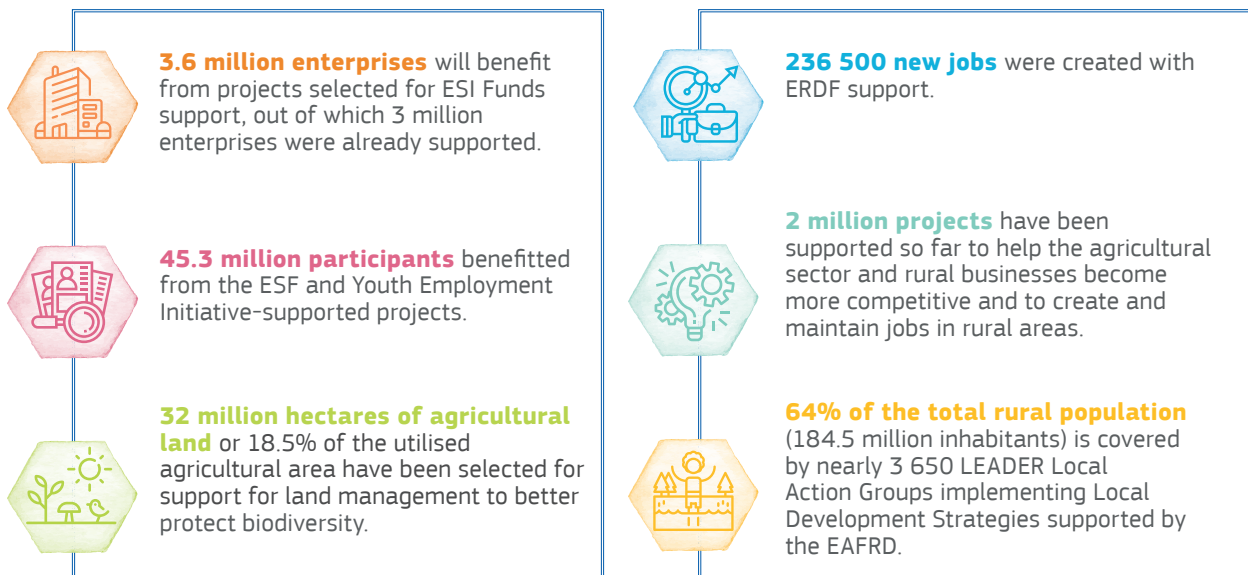 3.6 million enterprises will benefit
from projects selected for ESI Funds
support, out of which 3 million
enterprises were already supported.
45.3 million participants benefitted
from the ESF and Youth Employment
Initiative-supported projects.
32 million hectares of agricultural
land or 18.5% of the utilised
agricultural area have been selected for
support for land management to better
protect biodiversity.
236 500 new jobs were created with
ERDF support.
2 million projects have been
supported so far to help the agricultural
sector and rural businesses become
more competitive and to create and
maintain jobs in rural areas.
64% of the total rural population
(184.5 million inhabitants) is covered
by nearly 3 650 LEADER Local
Action Groups implementing Local
Development Strategies supported by
the EAFRD.